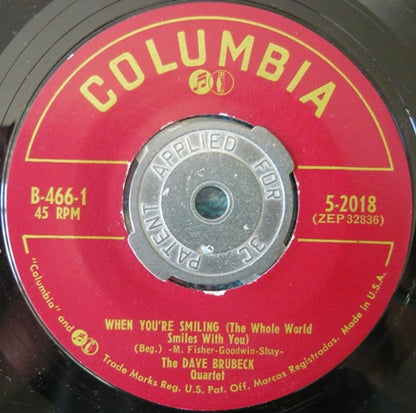 COLUMBIA
PATENT APPLIED FOR 3C
B-466-1
45 RPM
5-2018
(ZEP32836)
WHEN YOU'RE SMILING (The Whole World
Smiles With You)
(Beg.) -M. Fisher-Goodwin-Shay-
The DAVE BRUBECK
Quartet
"Columbia" and Trade Marks Reg. U.S. Pat. Off. Marcas Registradas. Made in U.S.A.